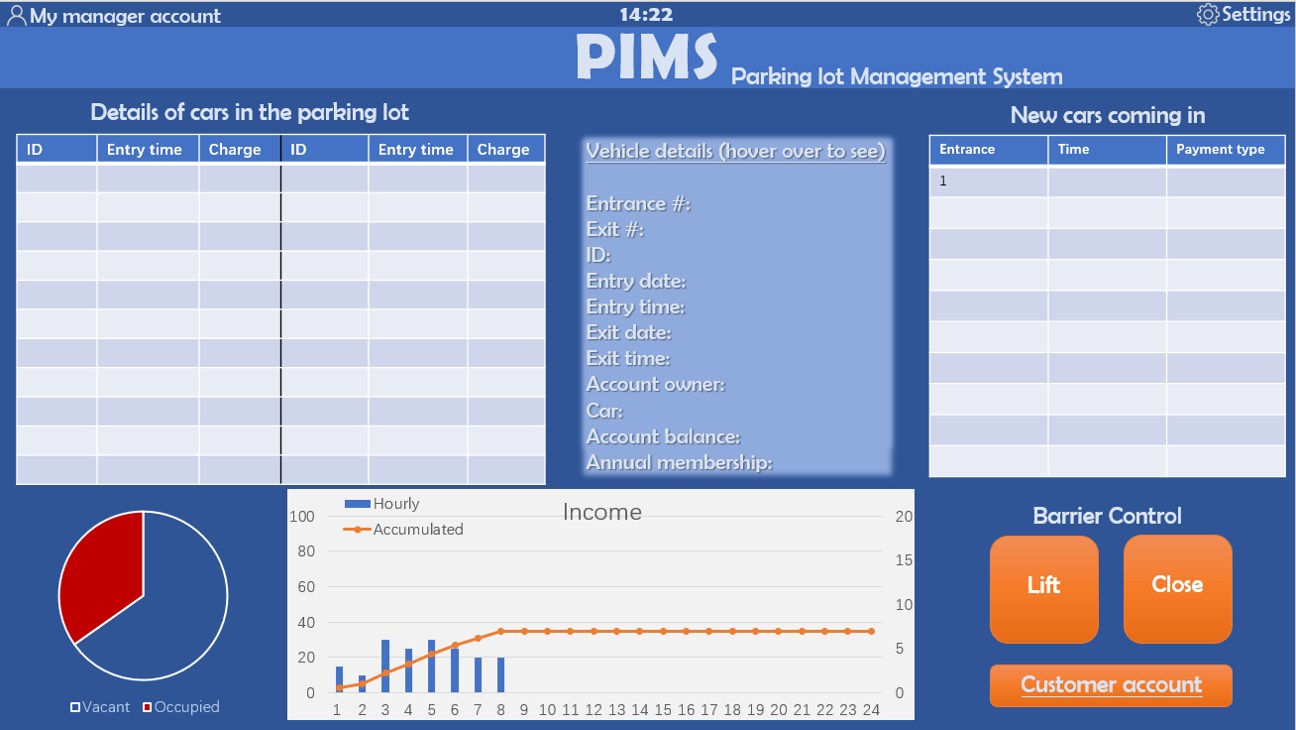 My manager account
14:22
Settings
PIMS Parking lot Management System
Details of cars in the parking lot
ID Entry time Charge ID Entry time Charge
Vehicle details (hover over to see)
Entrance #:
Exit #:
ID:
Entry date:
Entry time:
Exit date:
Exit time:
Account owner:
Car:
Account balance:
Annual membership:
New cars coming in
Entrance Time Payment type
1
Vacant Occupied
Income
Hourly
Accumulated
100
80
60
40
20
0
20
15
10
5
0
1 2 3 4 5 6 7 8 9 10 11 12 13 14 15 16 17 18 19 20 21 22 23 24
Barrier Control
Lift
Close
Customer account